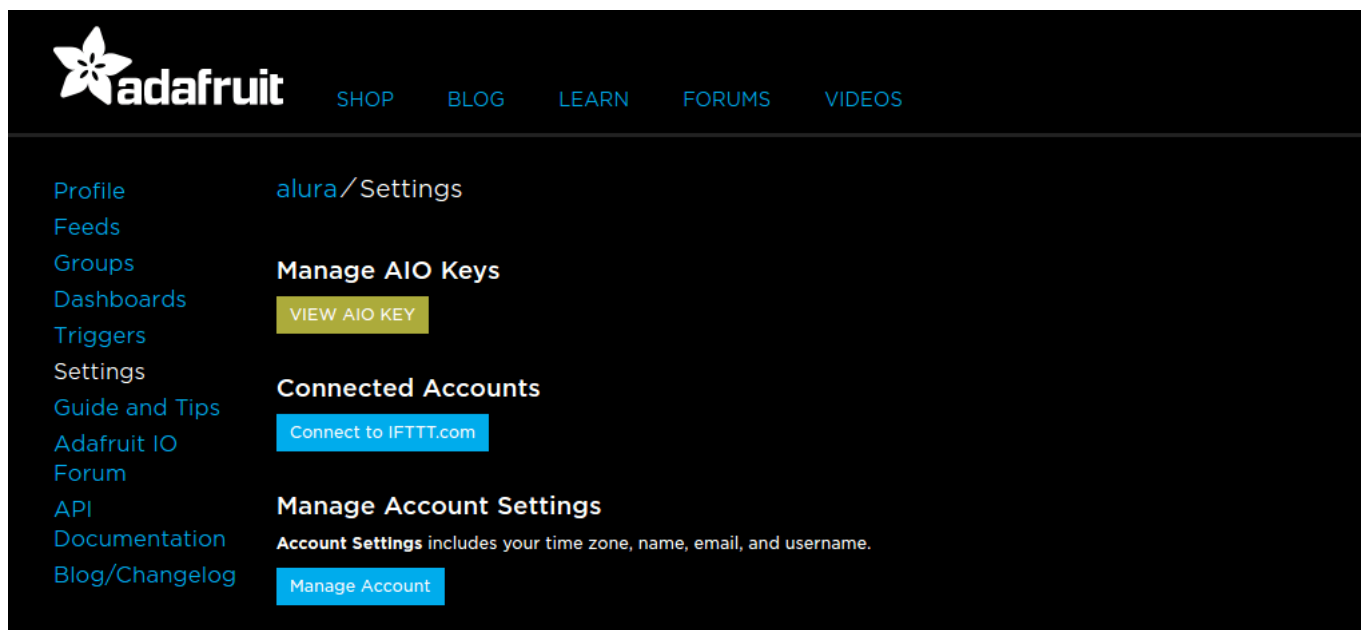 adafruit
SHOP BLOG LEARN FORUMS VIDEOS
Profile
Feeds
Groups
Dashboards
Triggers
Settings
Guide and Tips
Adafruit IO
Forum
API
Documentation
Blog/Changelog
alura/Settings
Manage AIO Keys
VIEW AIO KEY
Connected Accounts
Connect to IFTTT.com
Manage Account Settings
Account Settings includes your time zone, name, email, and username.
Manage Account